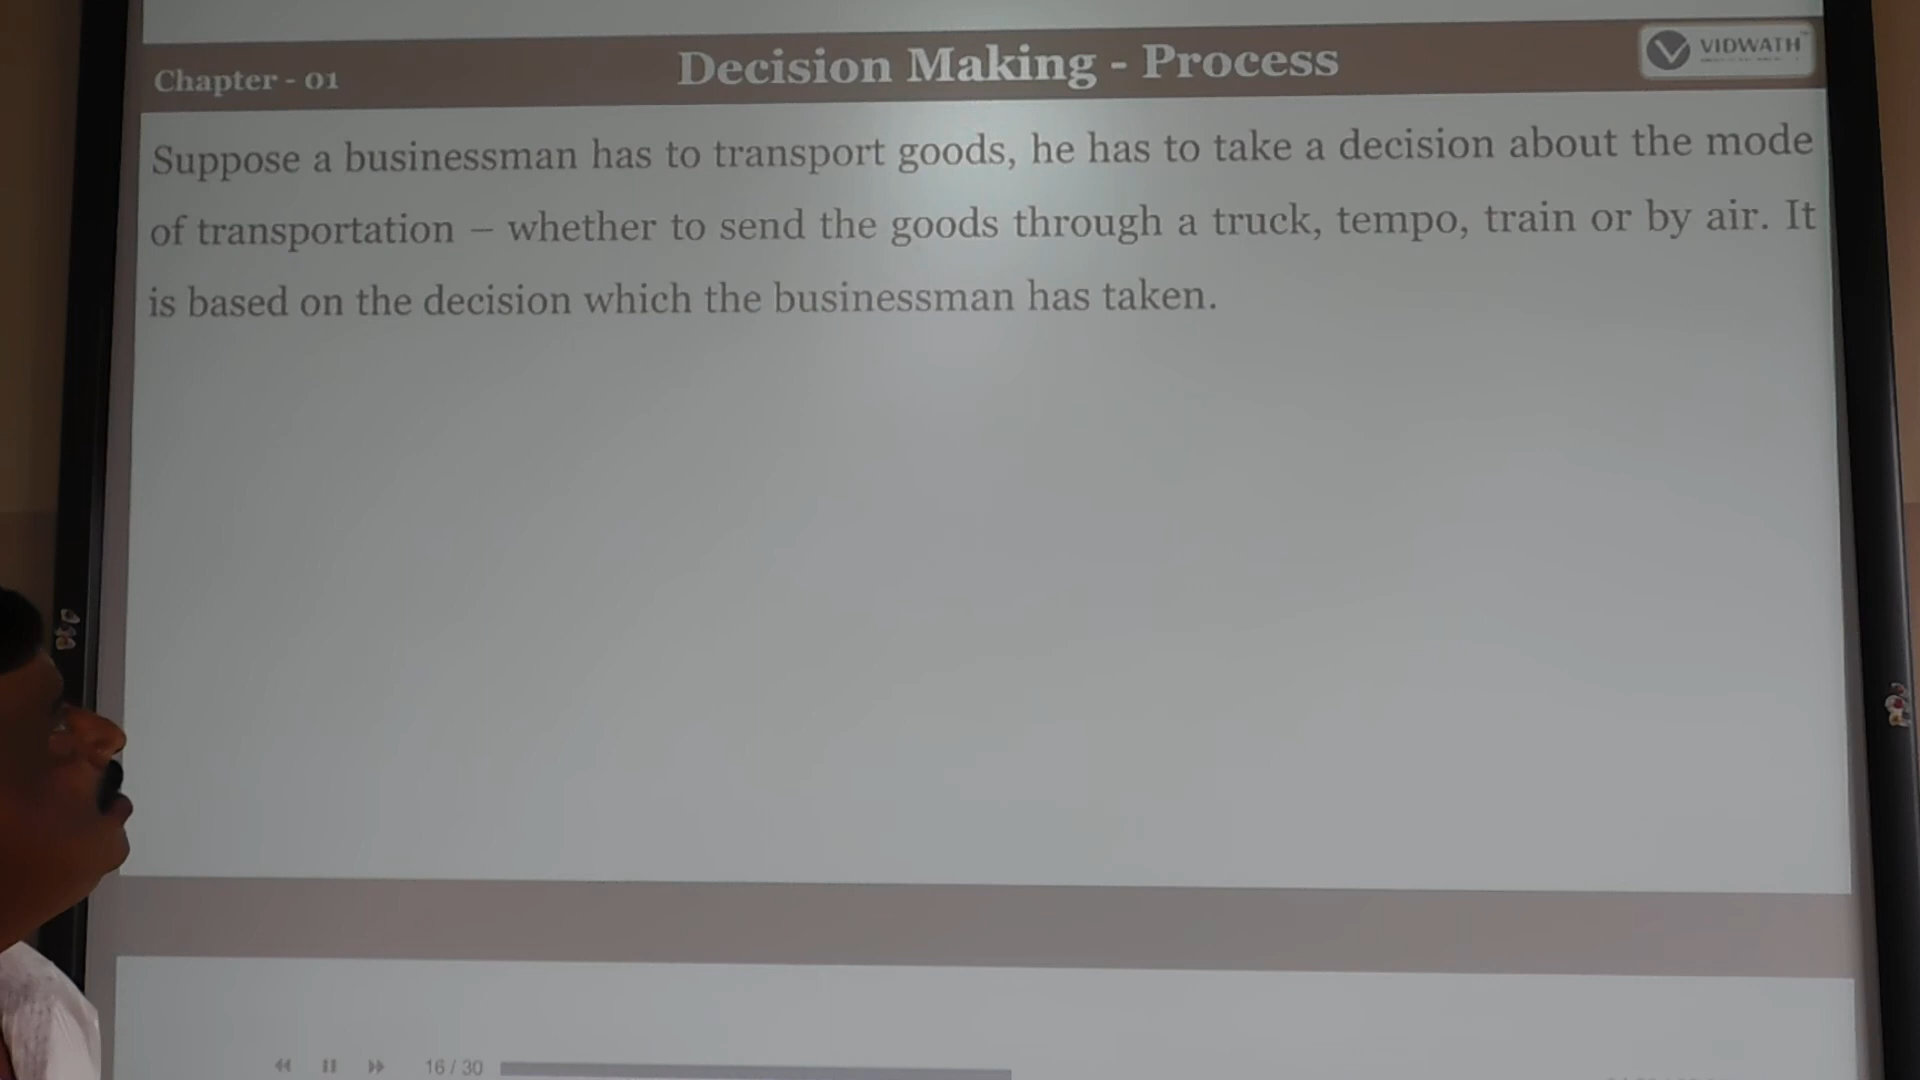 Chapter - 01
Decision Making - Process
VIDWATH
Suppose a businessman has to transport goods, he has to take a decision about the mode
of transportation – whether to send the goods through a truck, tempo, train or by air. It
is based on the decision which the businessman has taken.
16 / 30